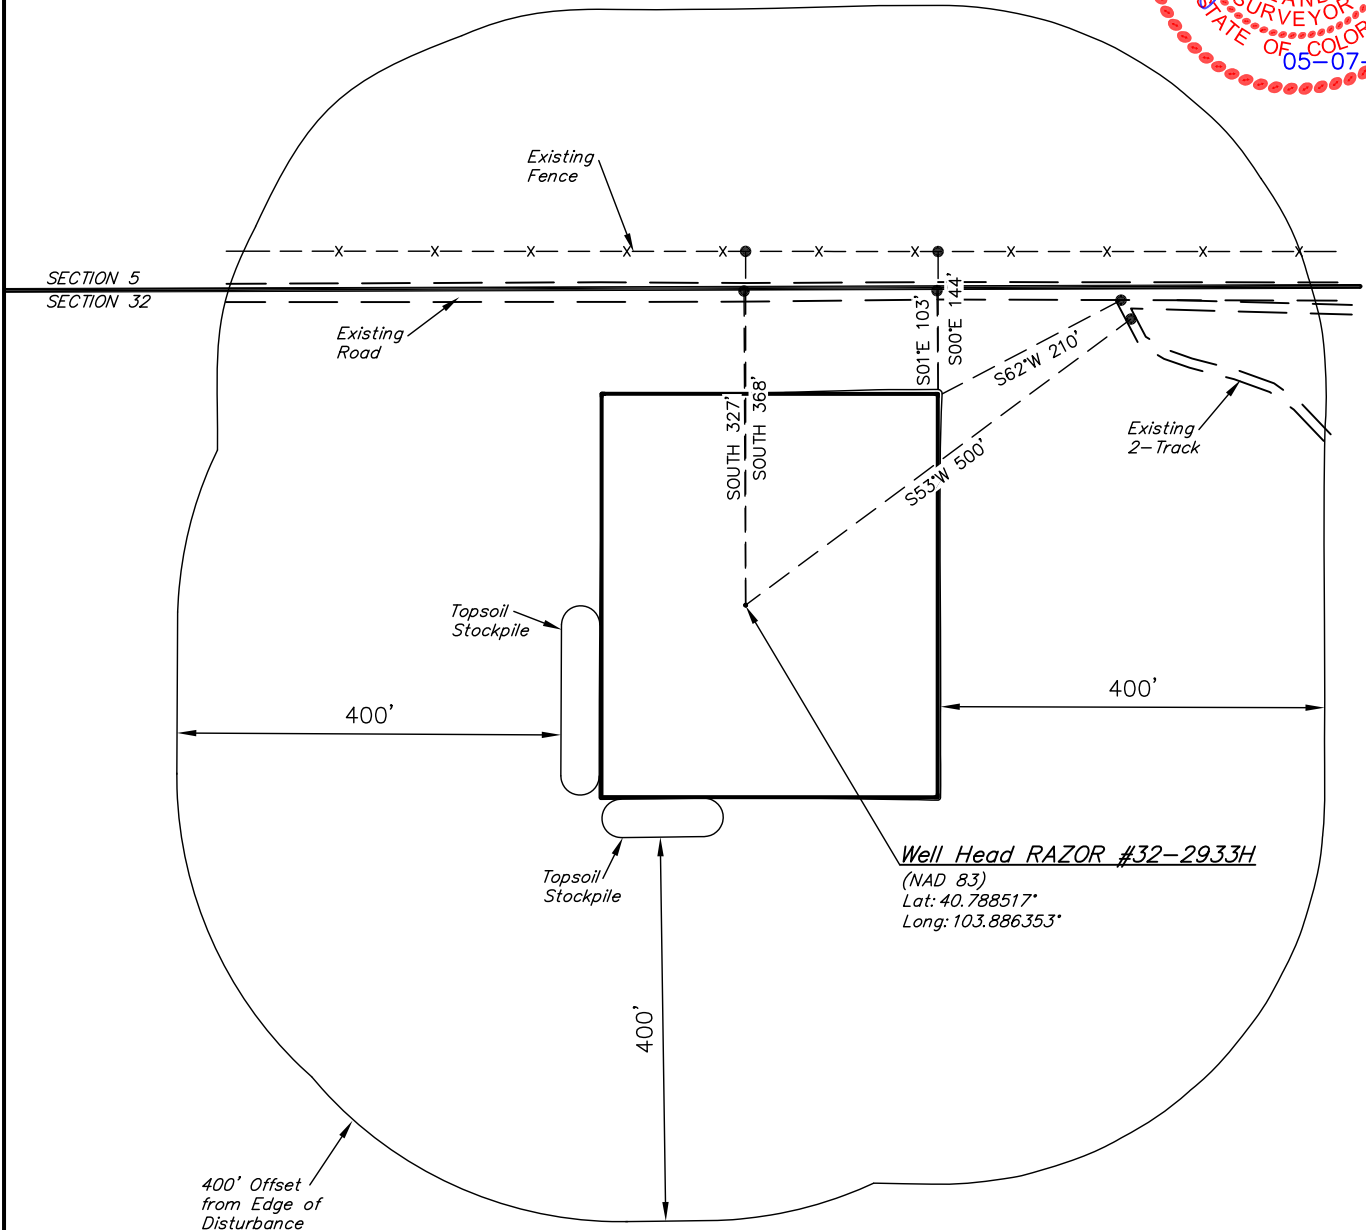 SURVEYOR
STATE OF COLOR
05-07-
Existing
Fence
SECTION 5
SECTION 32
Existing
Road
S01°E 103'
S00°E 144'
S62°W 210'
Existing
2-Track
SOUTH 327'
SOUTH 368'
S53°W 500'
Topsoil
Stockpile
400'
400'
Well Head RAZOR #32-2933H
(NAD 83)
Lat: 40.788517°
Long: 103.886353°
Topsoil
Stockpile
400'
400' Offset
from Edge of
Disturbance